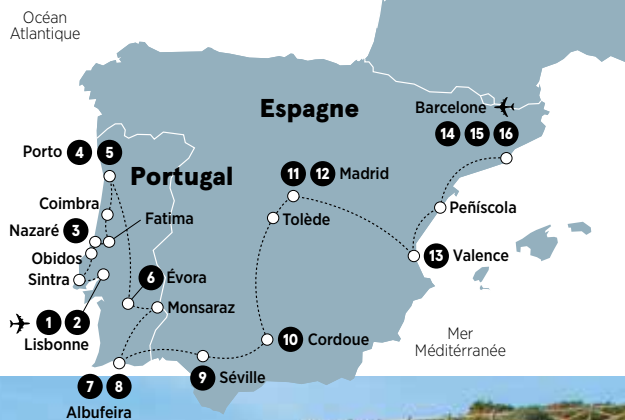 Océan
Atlantique
Espagne
Barcelone
14 15 16
Porto 4 5
11 12 Madrid
Portugal
Coimbra
Tolède
Peñíscola
Fatima
Nazaré 3
Obidos
13 Valence
Sintra
6 Évora
Monsaraz
1 2
Lisbonne
10 Cordoue
Mer
Méditérranée
9 Séville
7 8
Albufeira